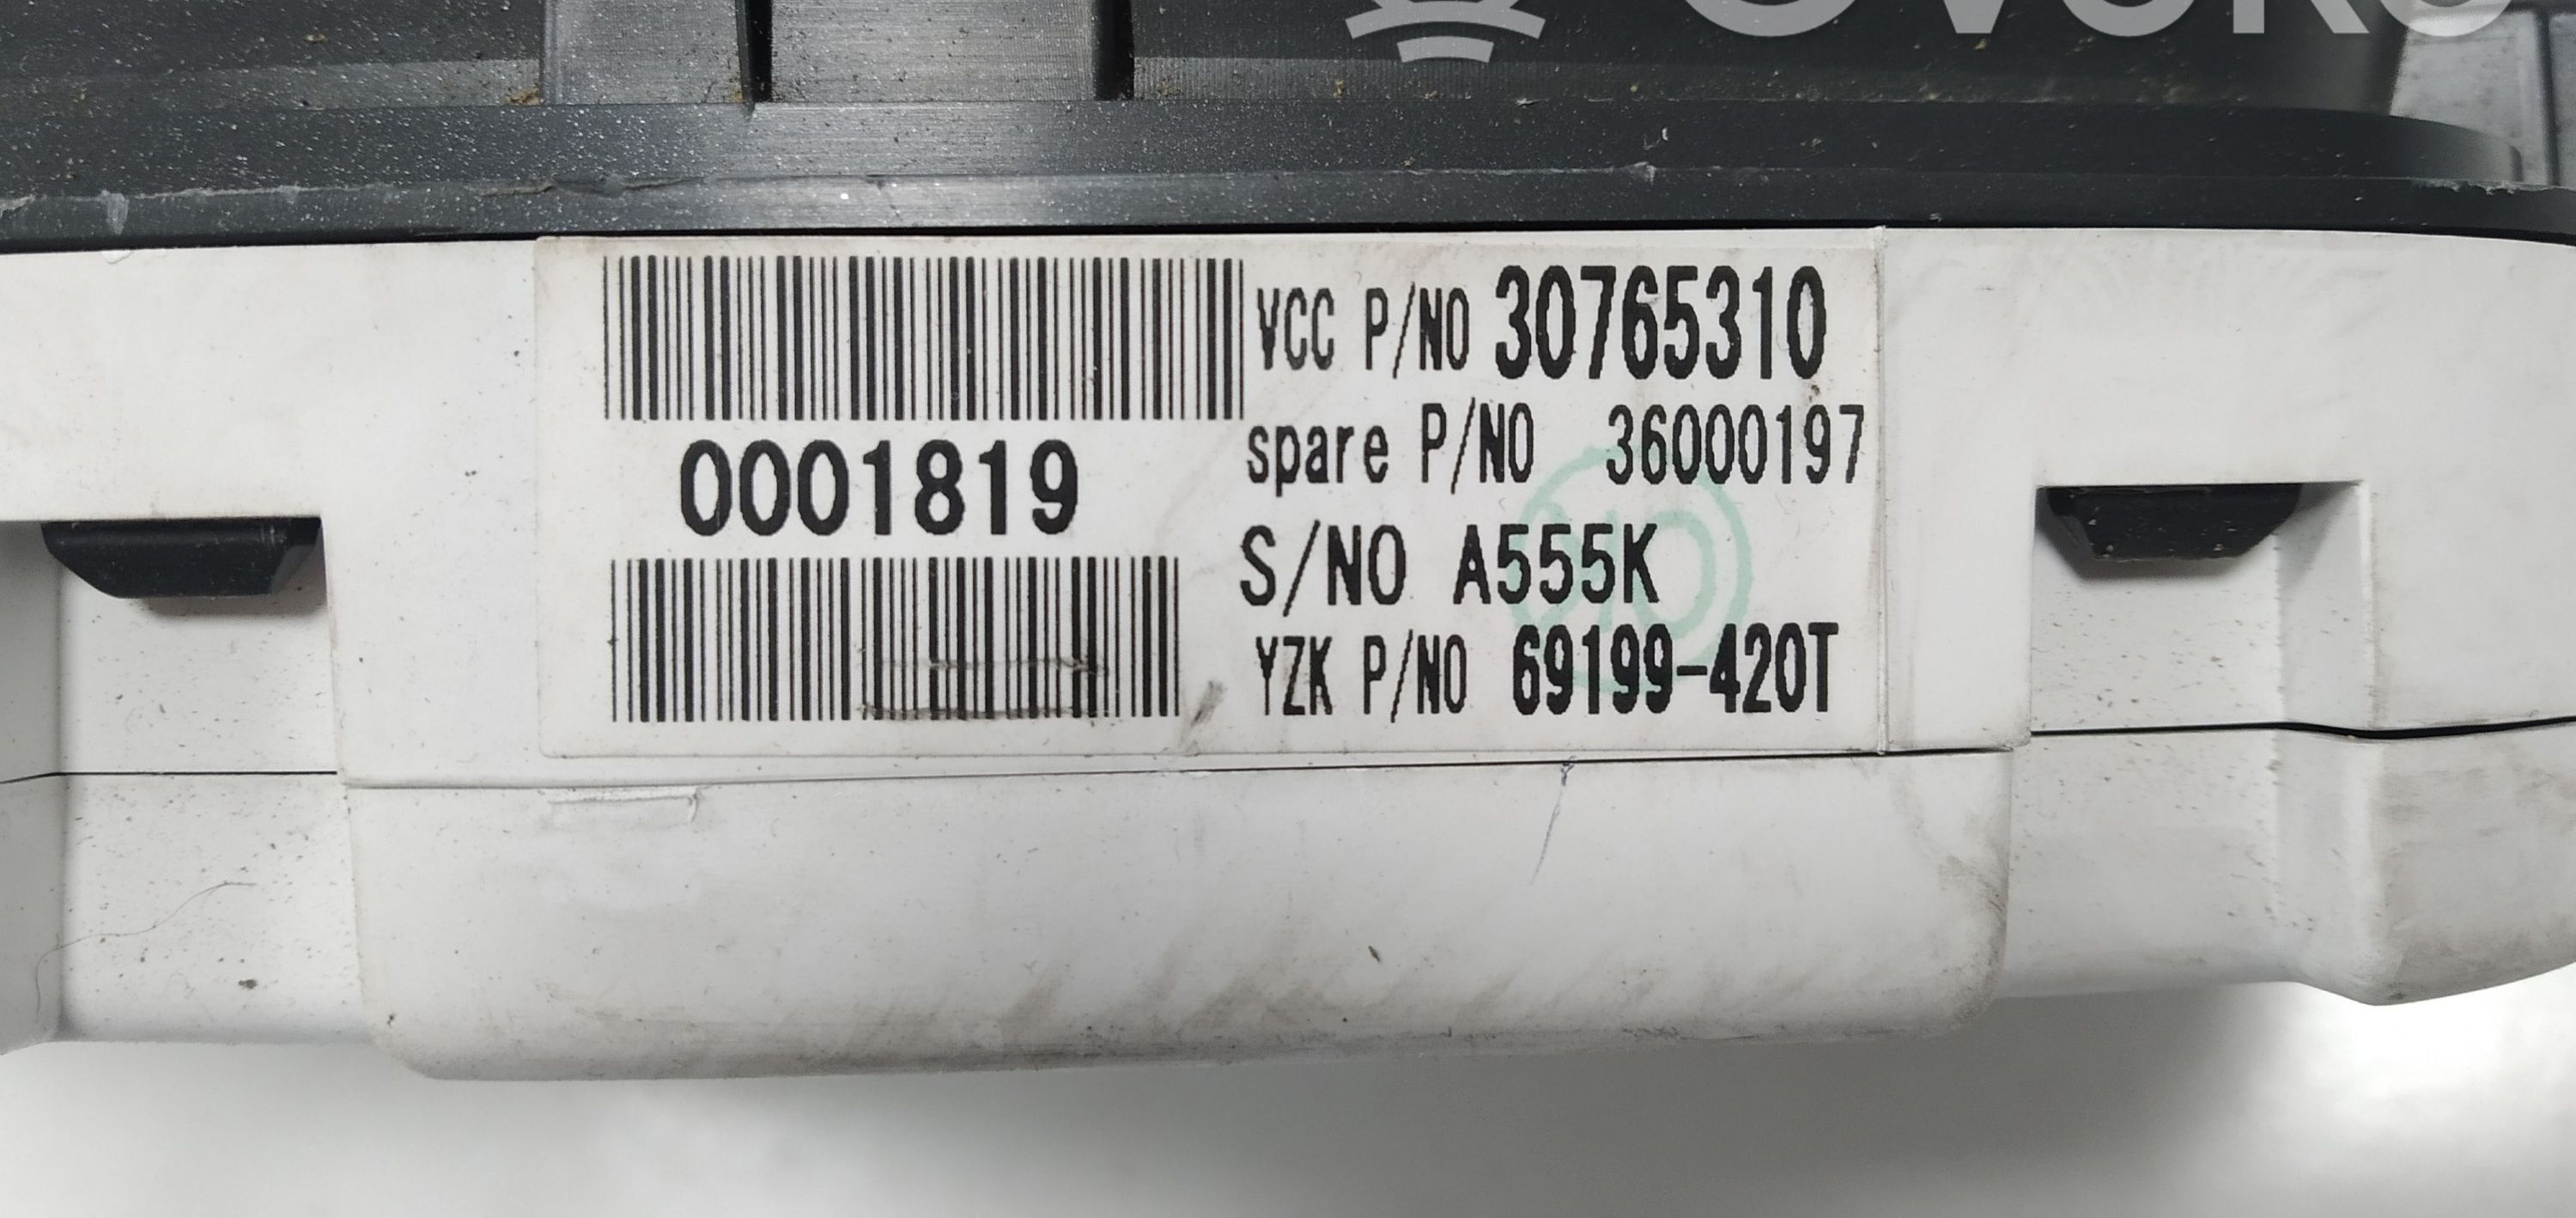 VCC P/NO 30765310
spare P/NO 36000197
0001819
S/NO A555K
YZK P/NO 69199-420T